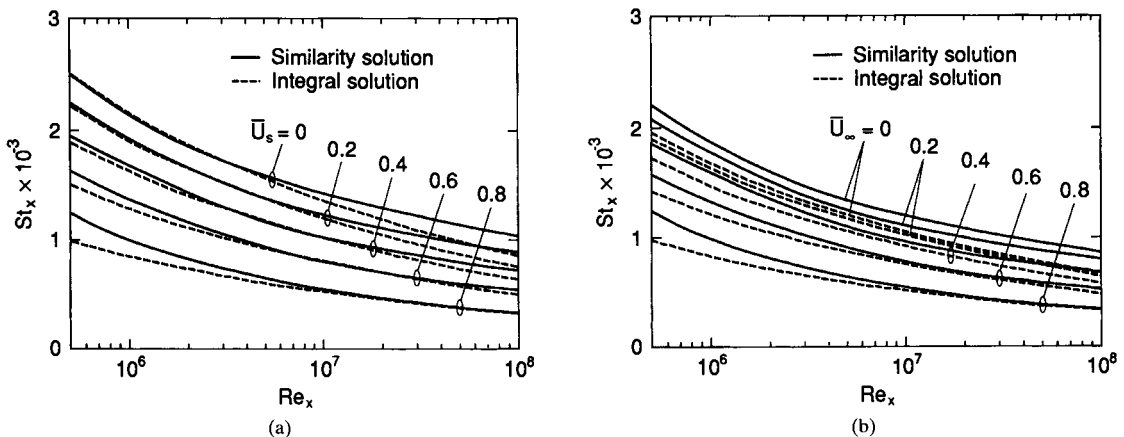 3
2
1
0
St_x × 10^-3
Similarity solution
Integral solution
U̅_s = 0
0.2
0.4
0.6
0.8
10^6
10^7
10^8
Re_x
(a)
3
2
1
0
St_x × 10^-3
Similarity solution
Integral solution
U̅_∞ = 0
0.2
0.4
0.6
0.8
10^6
10^7
10^8
Re_x
(b)